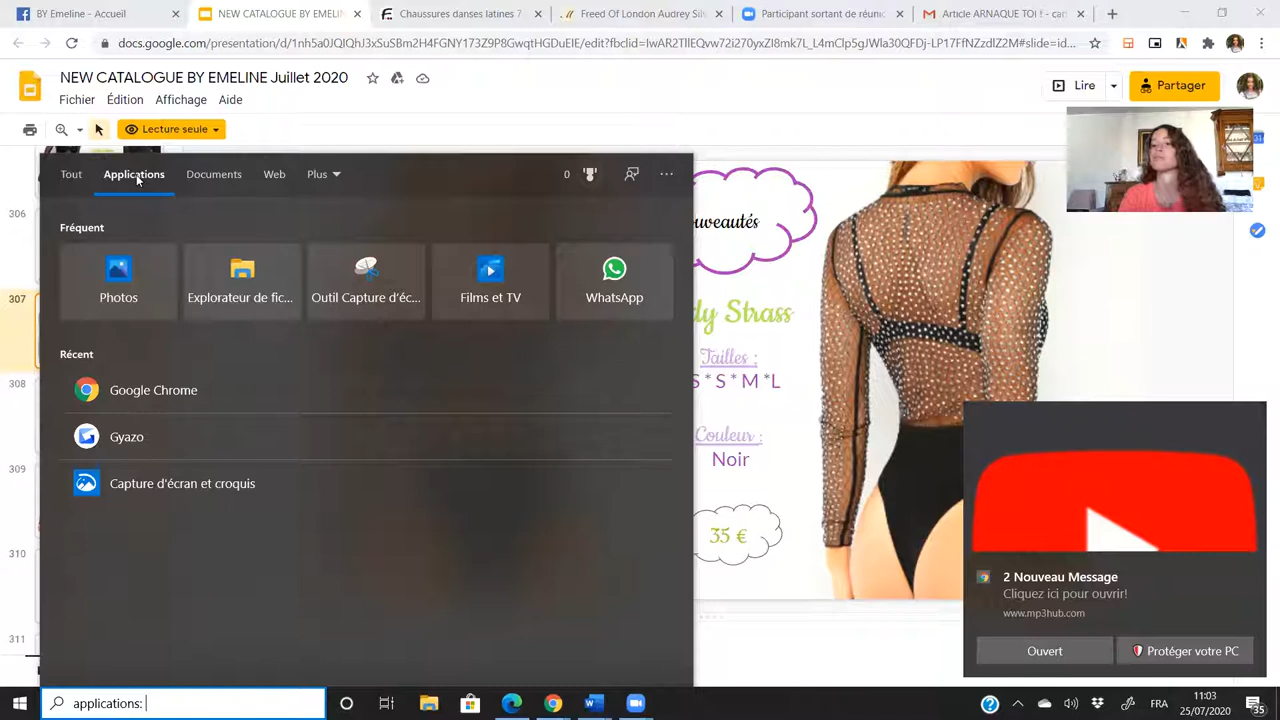 BY Emeline - Accueil
NEW CATALOGUE BY EMELIN
Chaussures danses latines 7
Freed Of London Audrey Silv
Participant sortant de réunic
Article ARNAQUE TOI ! - car
docs.google.com/presentation/d/1nh5a0JQIQhJ3xSuSBm2H4FGNY173Z9P8GwqtHGDuEIE/edit?fbclid=IwAR2TllEQvw72i270yxZI8mk7L_L4mClp5gJWla30QFDj-LP17FfNZzdlZ2M#slide=id...
NEW CATALOGUE BY EMELINE Juillet 2020
Fichier Édition Affichage Aide
Lire
Partager
Lecture seule
Tout Applications Documents Web Plus 0
Fréquent
Photos
Explorateur de fic...
Outil Capture d'éc...
Films et TV
WhatsApp
Récent
Google Chrome
Gyazo
Capture d'écran et croquis
306
307
308
309
310
311
uveautés
dy Strass
Tailles :
S * S * M *L
Couleur :
Noir
35 €
2 Nouveau Message
Cliquez ici pour ouvrir!
www.mp3hub.com
Ouvert
Protéger votre PC
applications:
FRA
11:03
25/07/2020
35